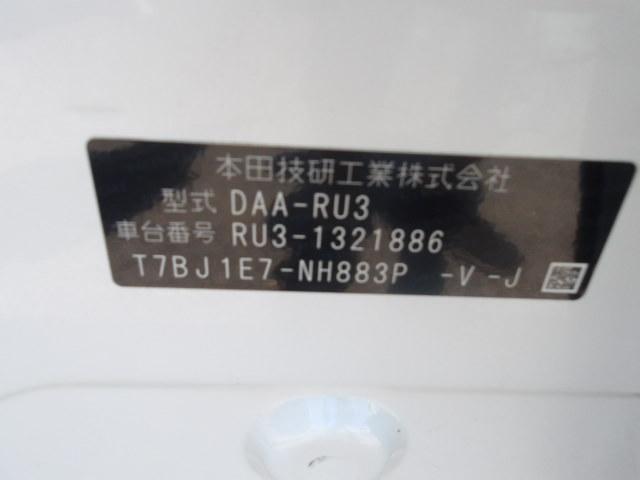 本田技研工業株式会社
型式 DAA-RU3
車台番号 RU3-1321886
T7BJ1E7-NH883P -V-J